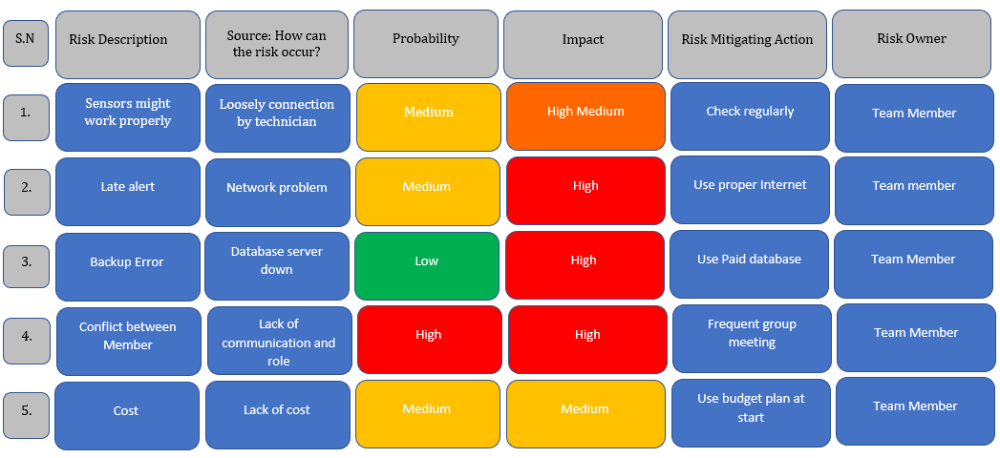 S.N
Risk Description
Source: How can
the risk occur?
Probability
Impact
Risk Mitigating Action
Risk Owner
1.
Sensors might
work properly
Loosely connection
by technician
Medium
High Medium
Check regularly
Team Member
2.
Late alert
Network problem
Medium
High
Use proper Internet
Team member
3.
Backup Error
Database server
down
Low
High
Use Paid database
Team Member
4.
Conflict between
Member
Lack of
communication and
role
High
High
Frequent group
meeting
Team Member
5.
Cost
Lack of cost
Medium
Medium
Use budget plan at
start
Team Member